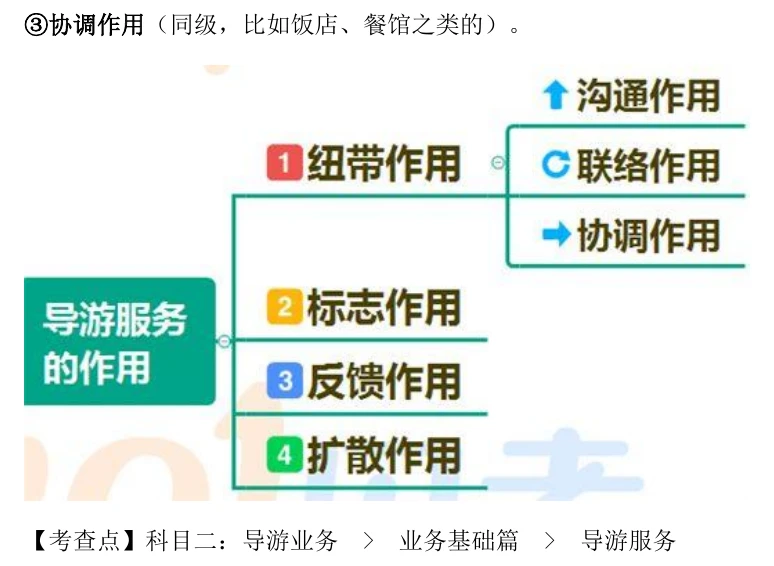 ③协调作用（同级，比如饭店、餐馆之类的）。
沟通作用
1 纽带作用
联络作用
协调作用
导游服务
的作用
2 标志作用
3 反馈作用
4 扩散作用
【考查点】科目二：导游业务 > 业务基础篇 > 导游服务